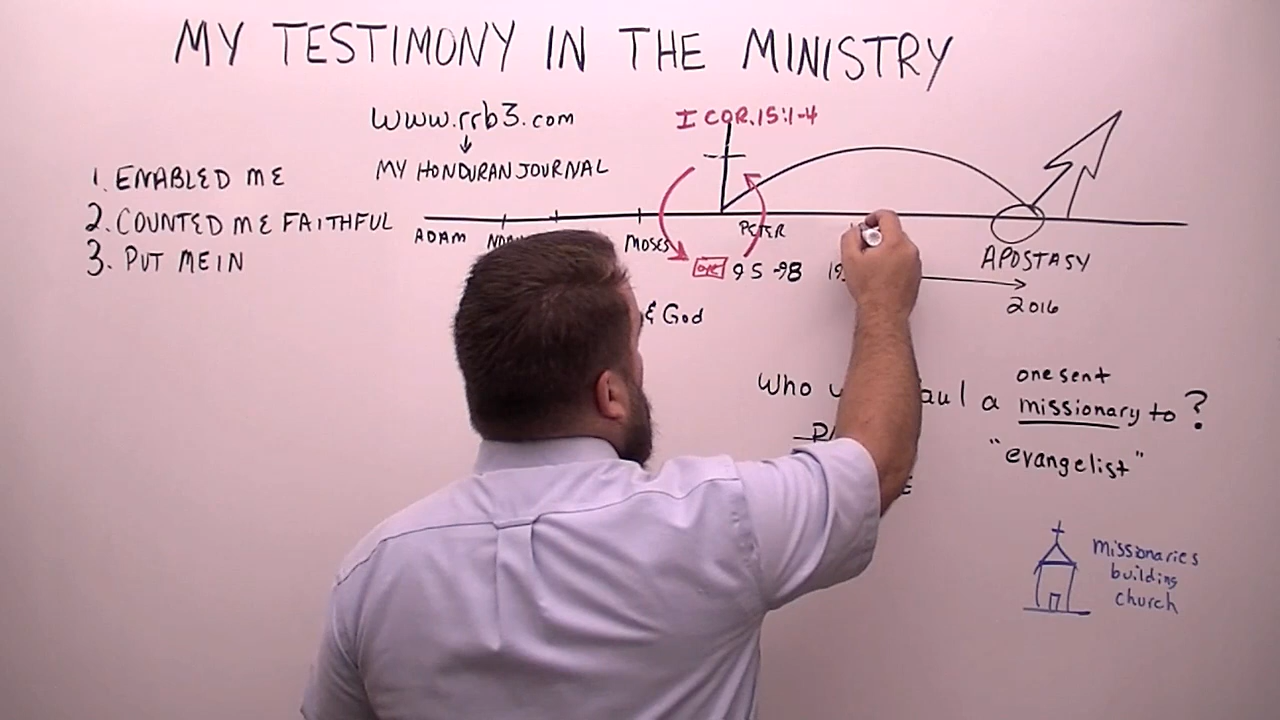 MY TESTIMONY IN THE MINISTRY
www.rrb3.com
MY HONDURAN JOURNAL
I COR. 15:1-4
1. ENABLED ME
2. COUNTED ME FAITHFUL
3. PUT ME IN
ADAM
MOSES
PETER
APOSTASY
95-98
2016
& God
Who a missionary to?
one sent
"evangelist"
missionaries
building
church